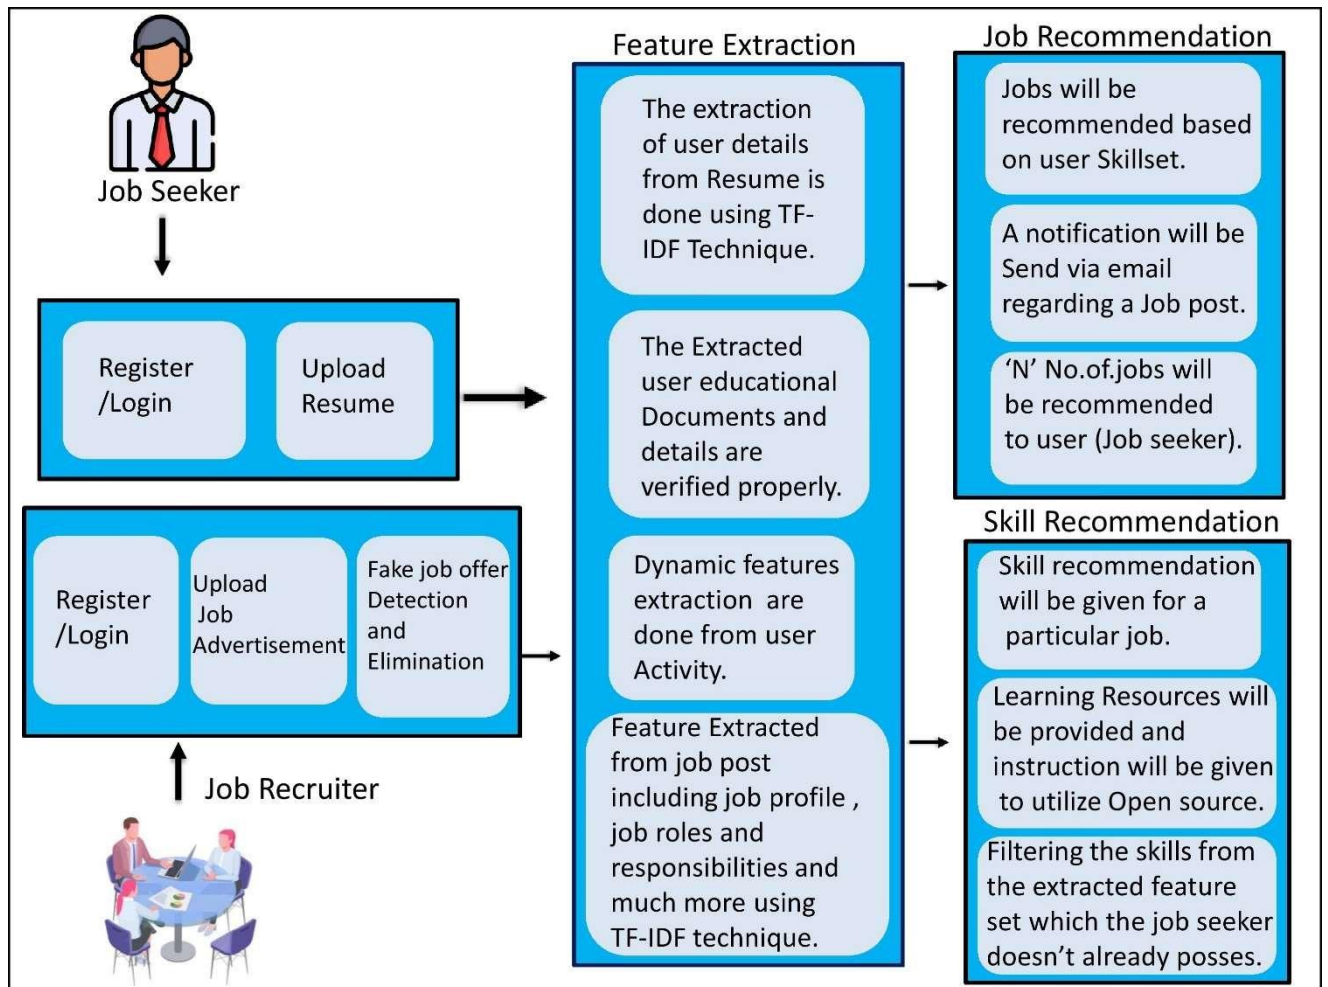 Job Seeker
Register
/Login
Upload
Resume
Register
/Login
Upload
Job
Advertisement
Fake job offer
Detection
and
Elimination
Job Recruiter
Feature Extraction
The extraction
of user details
from Resume is
done using TF-
IDF Technique.
The Extracted
user educational
Documents and
details are
verified properly.
Dynamic features
extraction are
done from user
Activity.
Feature Extracted
from job post
including job profile ,
job roles and
responsibilities and
much more using
TF-IDF technique.
Job Recommendation
Jobs will be
recommended based
on user Skillset.
A notification will be
Send via email
regarding a Job post.
‘N’ No.of.jobs will
be recommended
to user (Job seeker).
Skill Recommendation
Skill recommendation
will be given for a
particular job.
Learning Resources will
be provided and
instruction will be given
to utilize Open source.
Filtering the skills from
the extracted feature
set which the job seeker
doesn’t already posses.